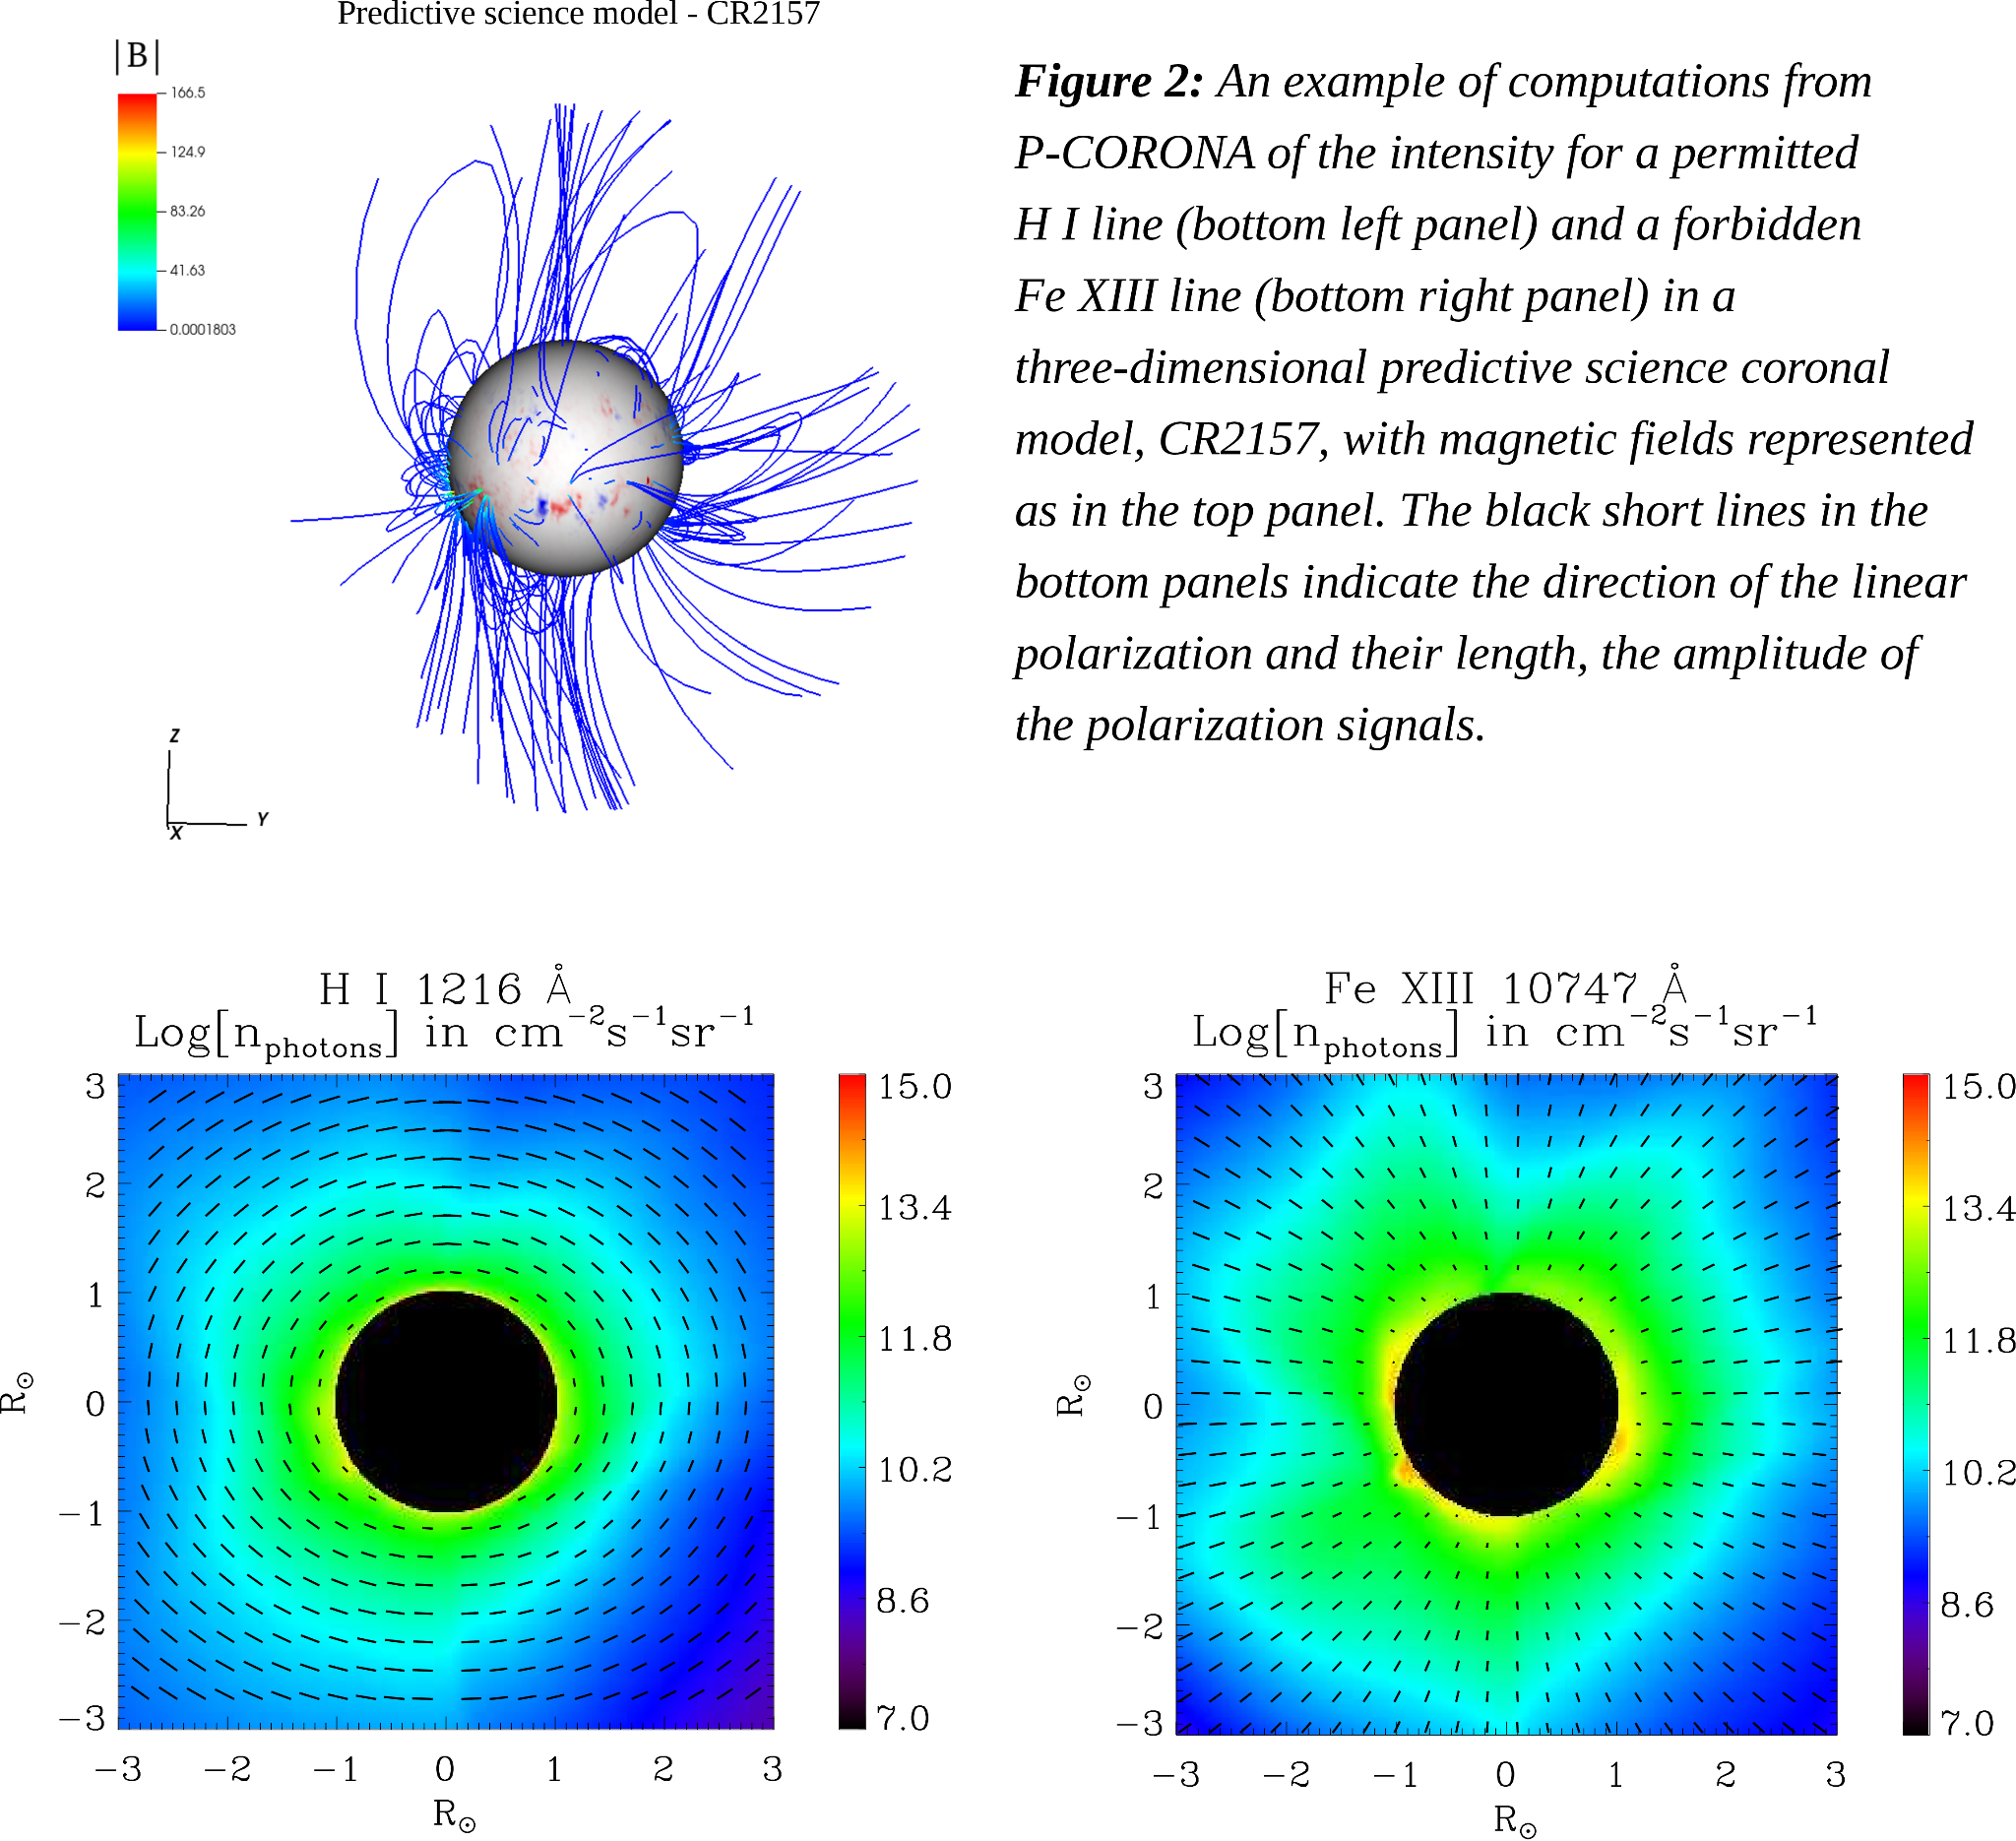 Predictive science model - CR2157
|B|
166.5
124.9
83.26
41.63
0.0001803
Z
Y
X
Figure 2: An example of computations from
P-CORONA of the intensity for a permitted
H I line (bottom left panel) and a forbidden
Fe XIII line (bottom right panel) in a
three-dimensional predictive science coronal
model, CR2157, with magnetic fields represented
as in the top panel. The black short lines in the
bottom panels indicate the direction of the linear
polarization and their length, the amplitude of
the polarization signals.
H I 1216 Å
Log[n_photons] in cm⁻²s⁻¹sr⁻¹
3
2
1
0
−1
−2
−3
R☉
−3 −2 −1 0 1 2 3
R☉
15.0
13.4
11.8
10.2
8.6
7.0
Fe XIII 10747 Å
Log[n_photons] in cm⁻²s⁻¹sr⁻¹
3
2
1
0
−1
−2
−3
R☉
−3 −2 −1 0 1 2 3
R☉
15.0
13.4
11.8
10.2
8.6
7.0